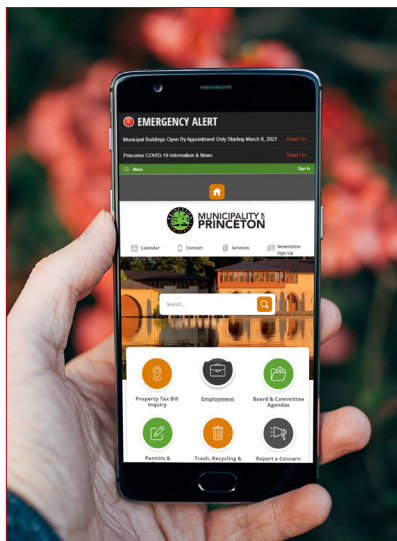 EMERGENCY ALERT
Municipal Buildings Open By Appointment Only Starting March 8, 2021 Read On...
Princeton COVID-19 Information & News Read On...
Menu Sign In
MUNICIPALITY OF
PRINCETON
Calendar Contact Services Newsletter
Sign Up
Search...
Property Tax Bill
Inquiry
Employment
Board & Committee
Agendas
Permits &
Trash, Recycling &
Report a Concern